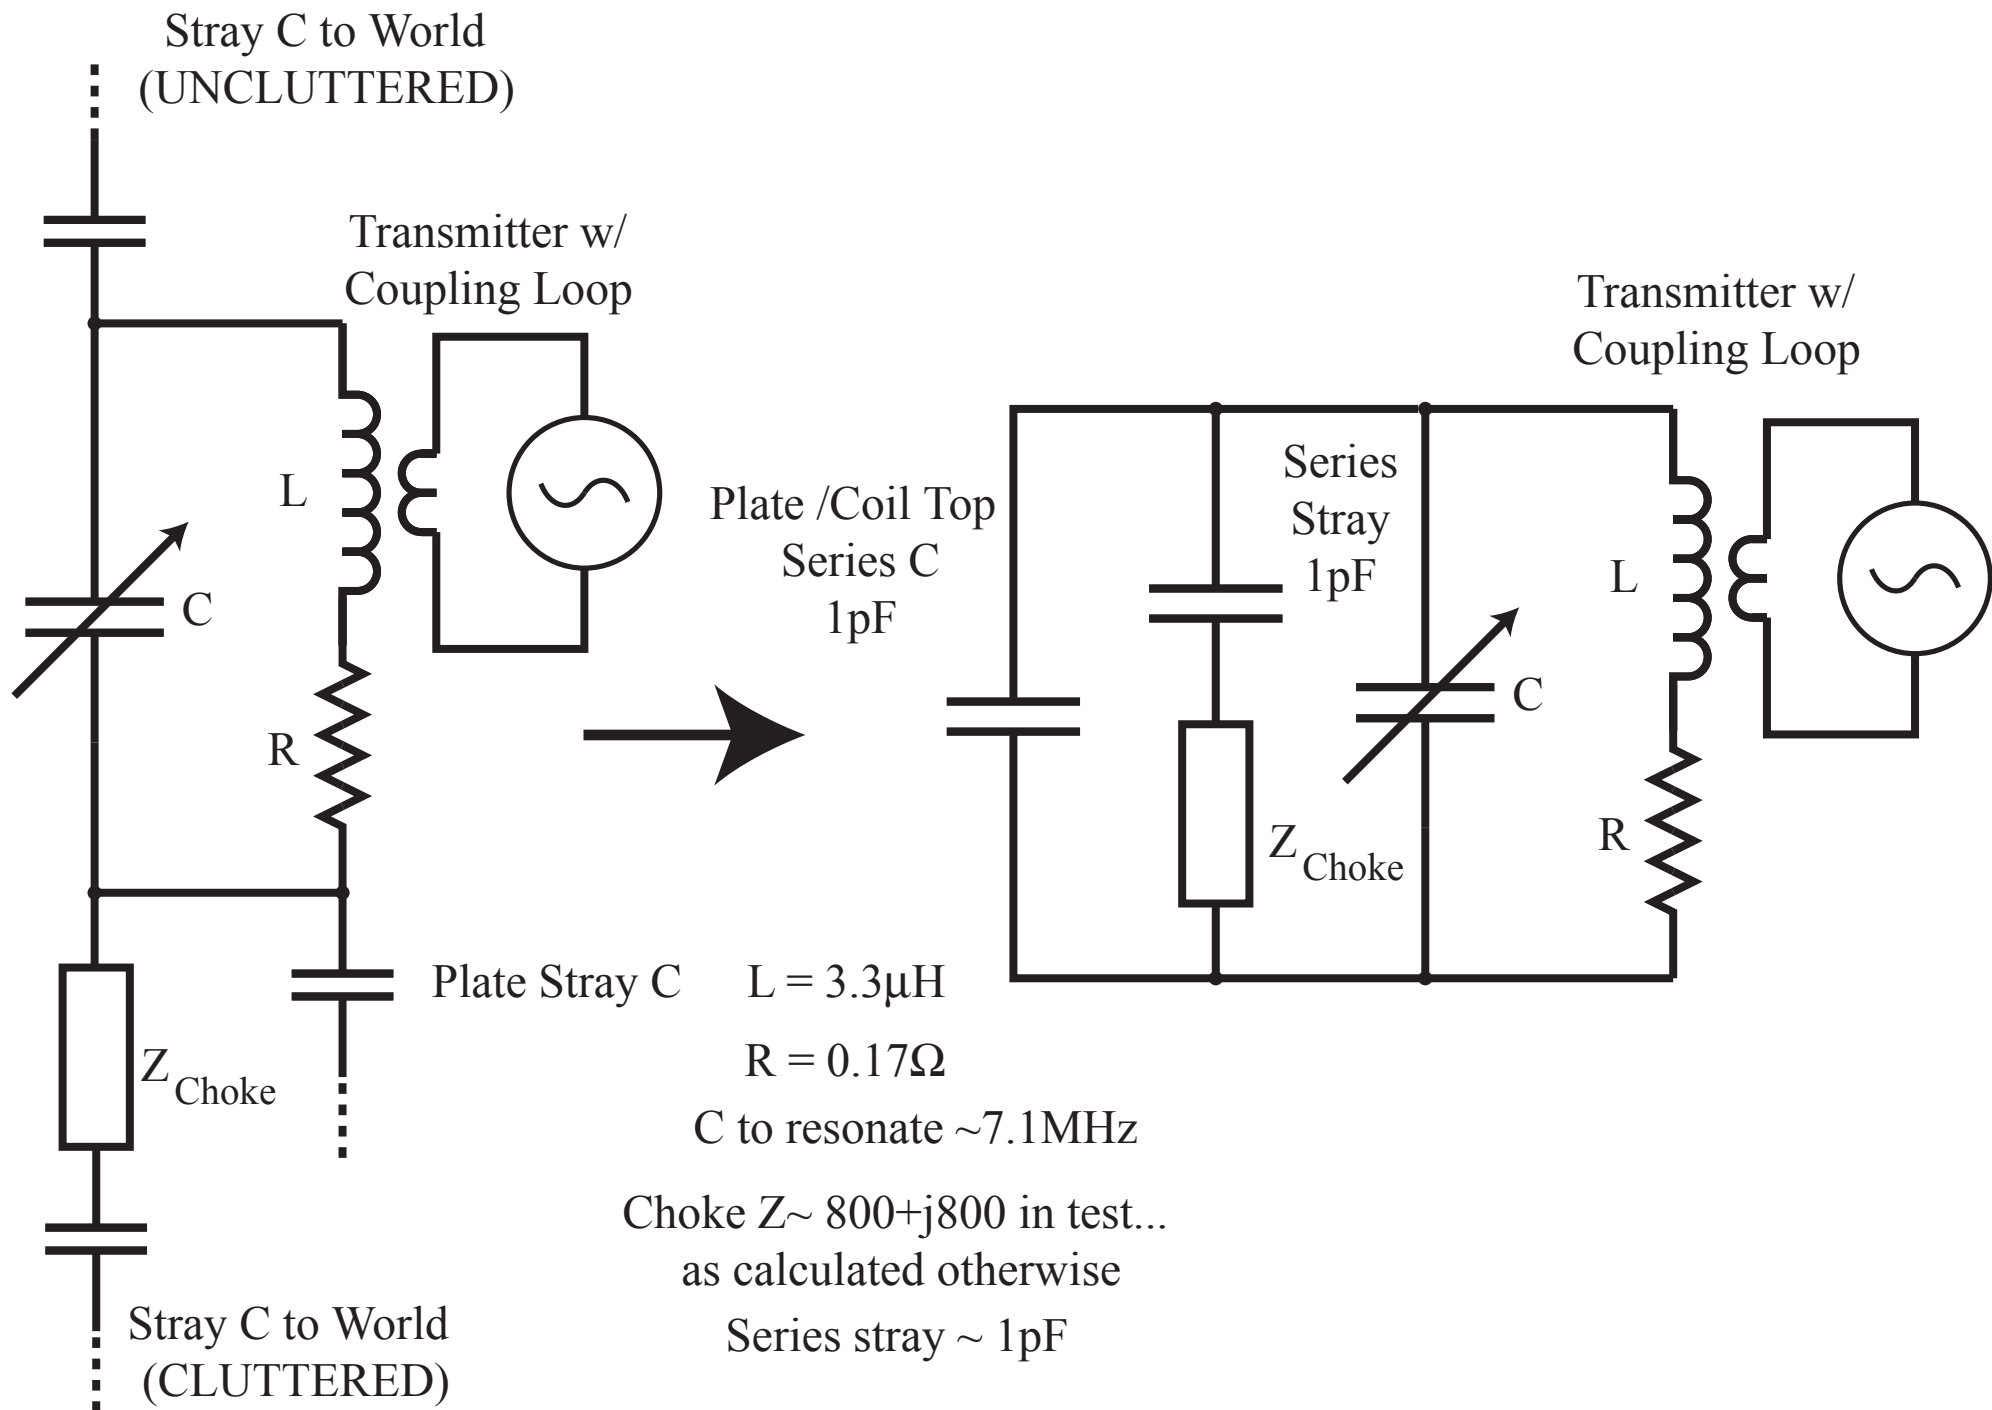 Stray C to World
(UNCLUTTERED)
Transmitter w/
Coupling Loop
L
C
R
Z Choke
Plate Stray C
Stray C to World
(CLUTTERED)
Transmitter w/
Coupling Loop
Plate /Coil Top
Series C
1pF
Series
Stray
1pF
L
C
Z Choke
R
L = 3.3µH
R = 0.17Ω
C to resonate ~7.1MHz
Choke Z~ 800+j800 in test...
as calculated otherwise
Series stray ~ 1pF